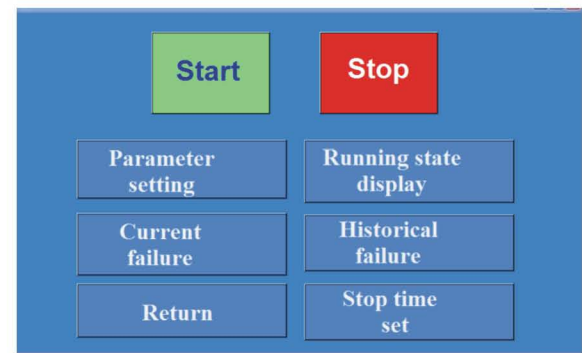 Start
Stop
Parameter
setting
Running state
display
Current
failure
Historical
failure
Return
Stop time
set